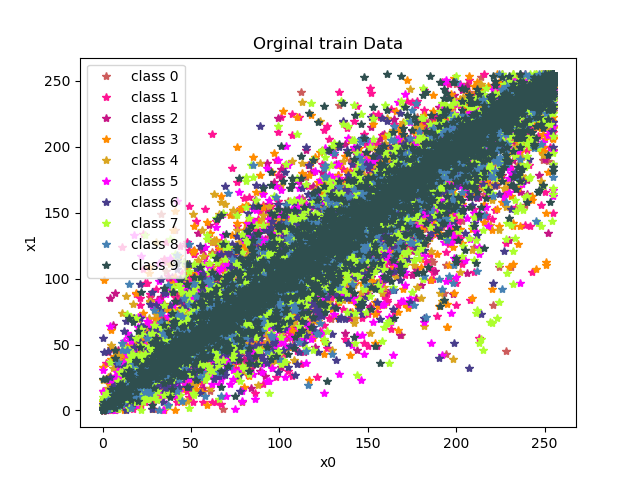 Orginal train Data
class 0
class 1
class 2
class 3
class 4
class 5
class 6
class 7
class 8
class 9
250
200
150
100
50
0
x1
0 50 100 150 200 250
x0